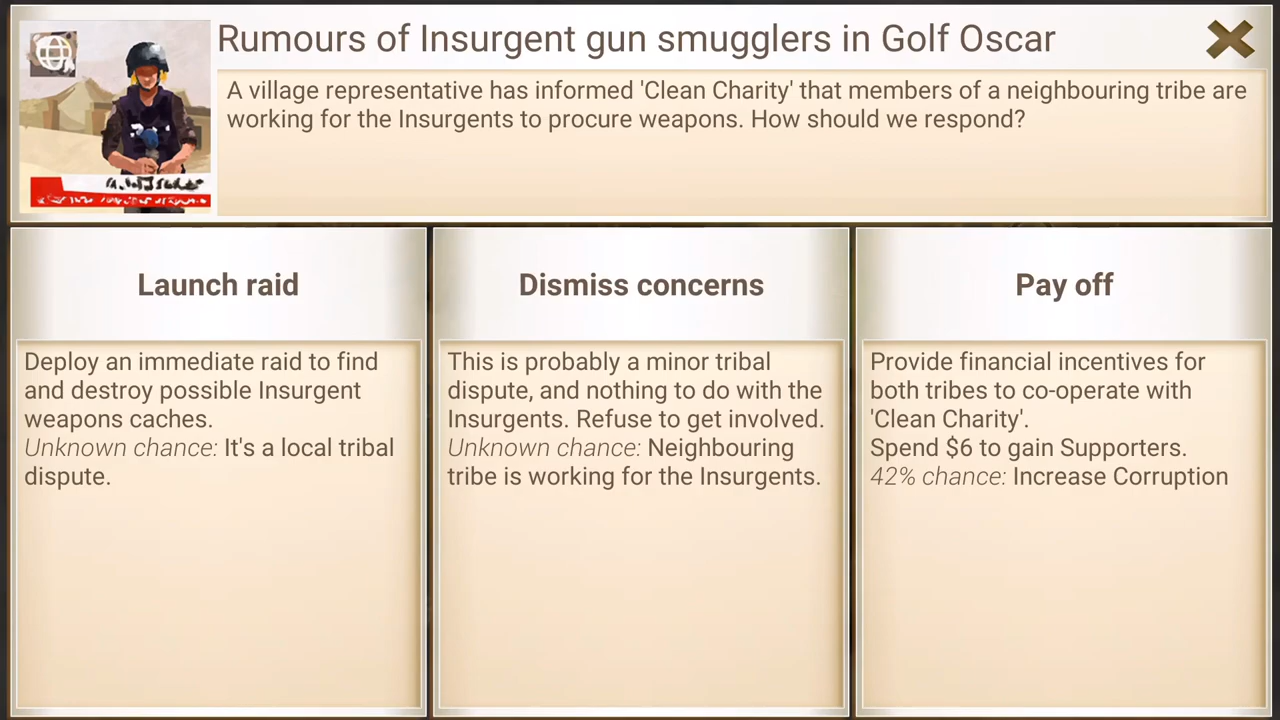 Rumours of Insurgent gun smugglers in Golf Oscar
A village representative has informed 'Clean Charity' that members of a neighbouring tribe are
working for the Insurgents to procure weapons. How should we respond?
Launch raid
Deploy an immediate raid to find
and destroy possible Insurgent
weapons caches.
Unknown chance: It's a local tribal
dispute.
Dismiss concerns
This is probably a minor tribal
dispute, and nothing to do with the
Insurgents. Refuse to get involved.
Unknown chance: Neighbouring
tribe is working for the Insurgents.
Pay off
Provide financial incentives for
both tribes to co-operate with
'Clean Charity'.
Spend $6 to gain Supporters.
42% chance: Increase Corruption